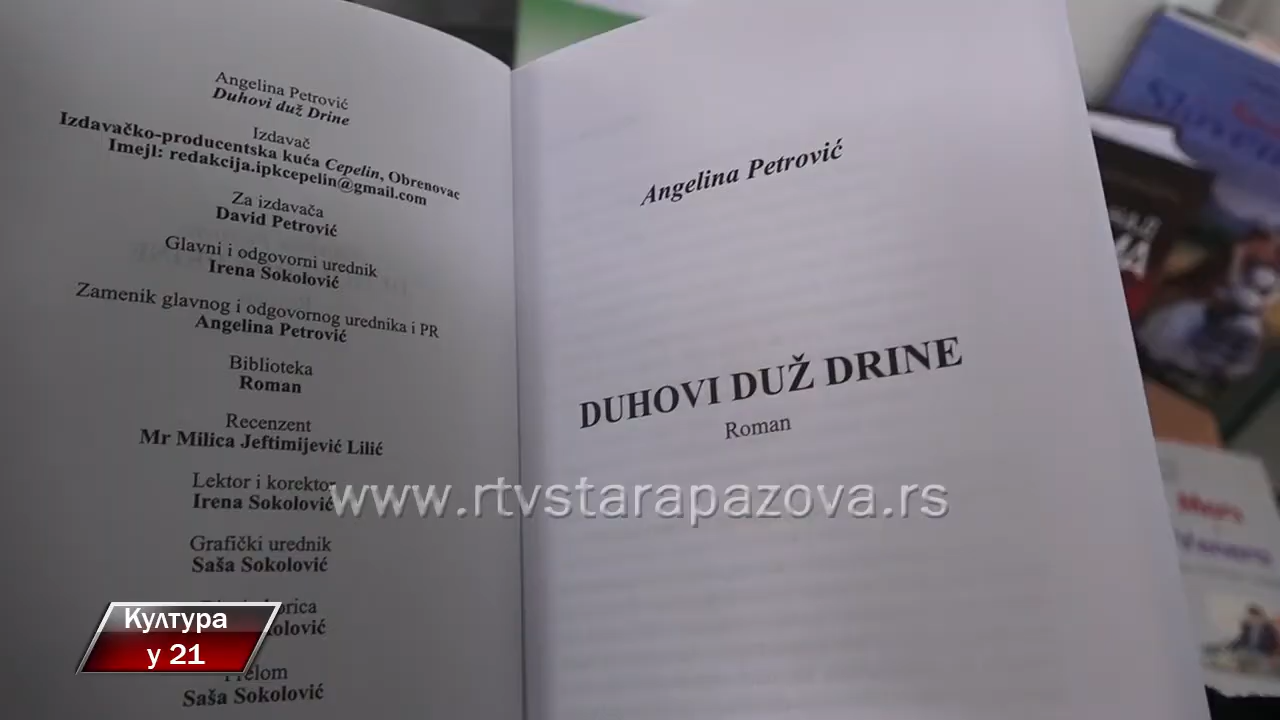 Angelina Petrović
Duhovi duž Drine
Izdavač
Izdavačko-producentska kuća Cepelin, Obrenovac
Imejl: redakcija.ipkcepelin@gmail.com
Za izdavača
David Petrović
Glavni i odgovorni urednik
Irena Sokolović
Zamenik glavnog i odgovornog urednika i PR
Angelina Petrović
Biblioteka
Roman
Recenzent
Mr Milica Jeftimijević Lilić
Lektor i korektor
Irena Sokolović
Grafički urednik
Saša Sokolović
Prelom
Saša Sokolović
Angelina Petrović
DUHOVI DUŽ DRINE
Roman
www.rtvstarapazova.rs
Култура
у 21